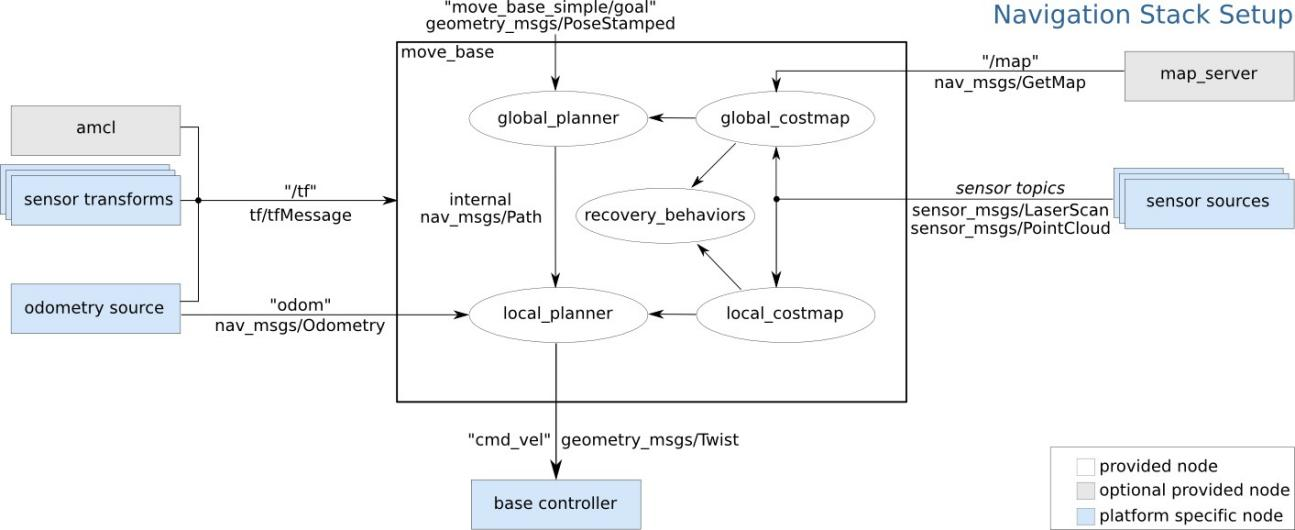 "move_base_simple/goal"
geometry_msgs/PoseStamped
Navigation Stack Setup
move_base
"/map"
nav_msgs/GetMap
map_server
global_planner
global_costmap
amcl
sensor transforms
"/tf"
tf/tfMessage
internal
nav_msgs/Path
recovery_behaviors
sensor topics
sensor_msgs/LaserScan
sensor_msgs/PointCloud
sensor sources
odometry source
"odom"
nav_msgs/Odometry
local_planner
local_costmap
"cmd_vel" geometry_msgs/Twist
base controller
provided node
optional provided node
platform specific node